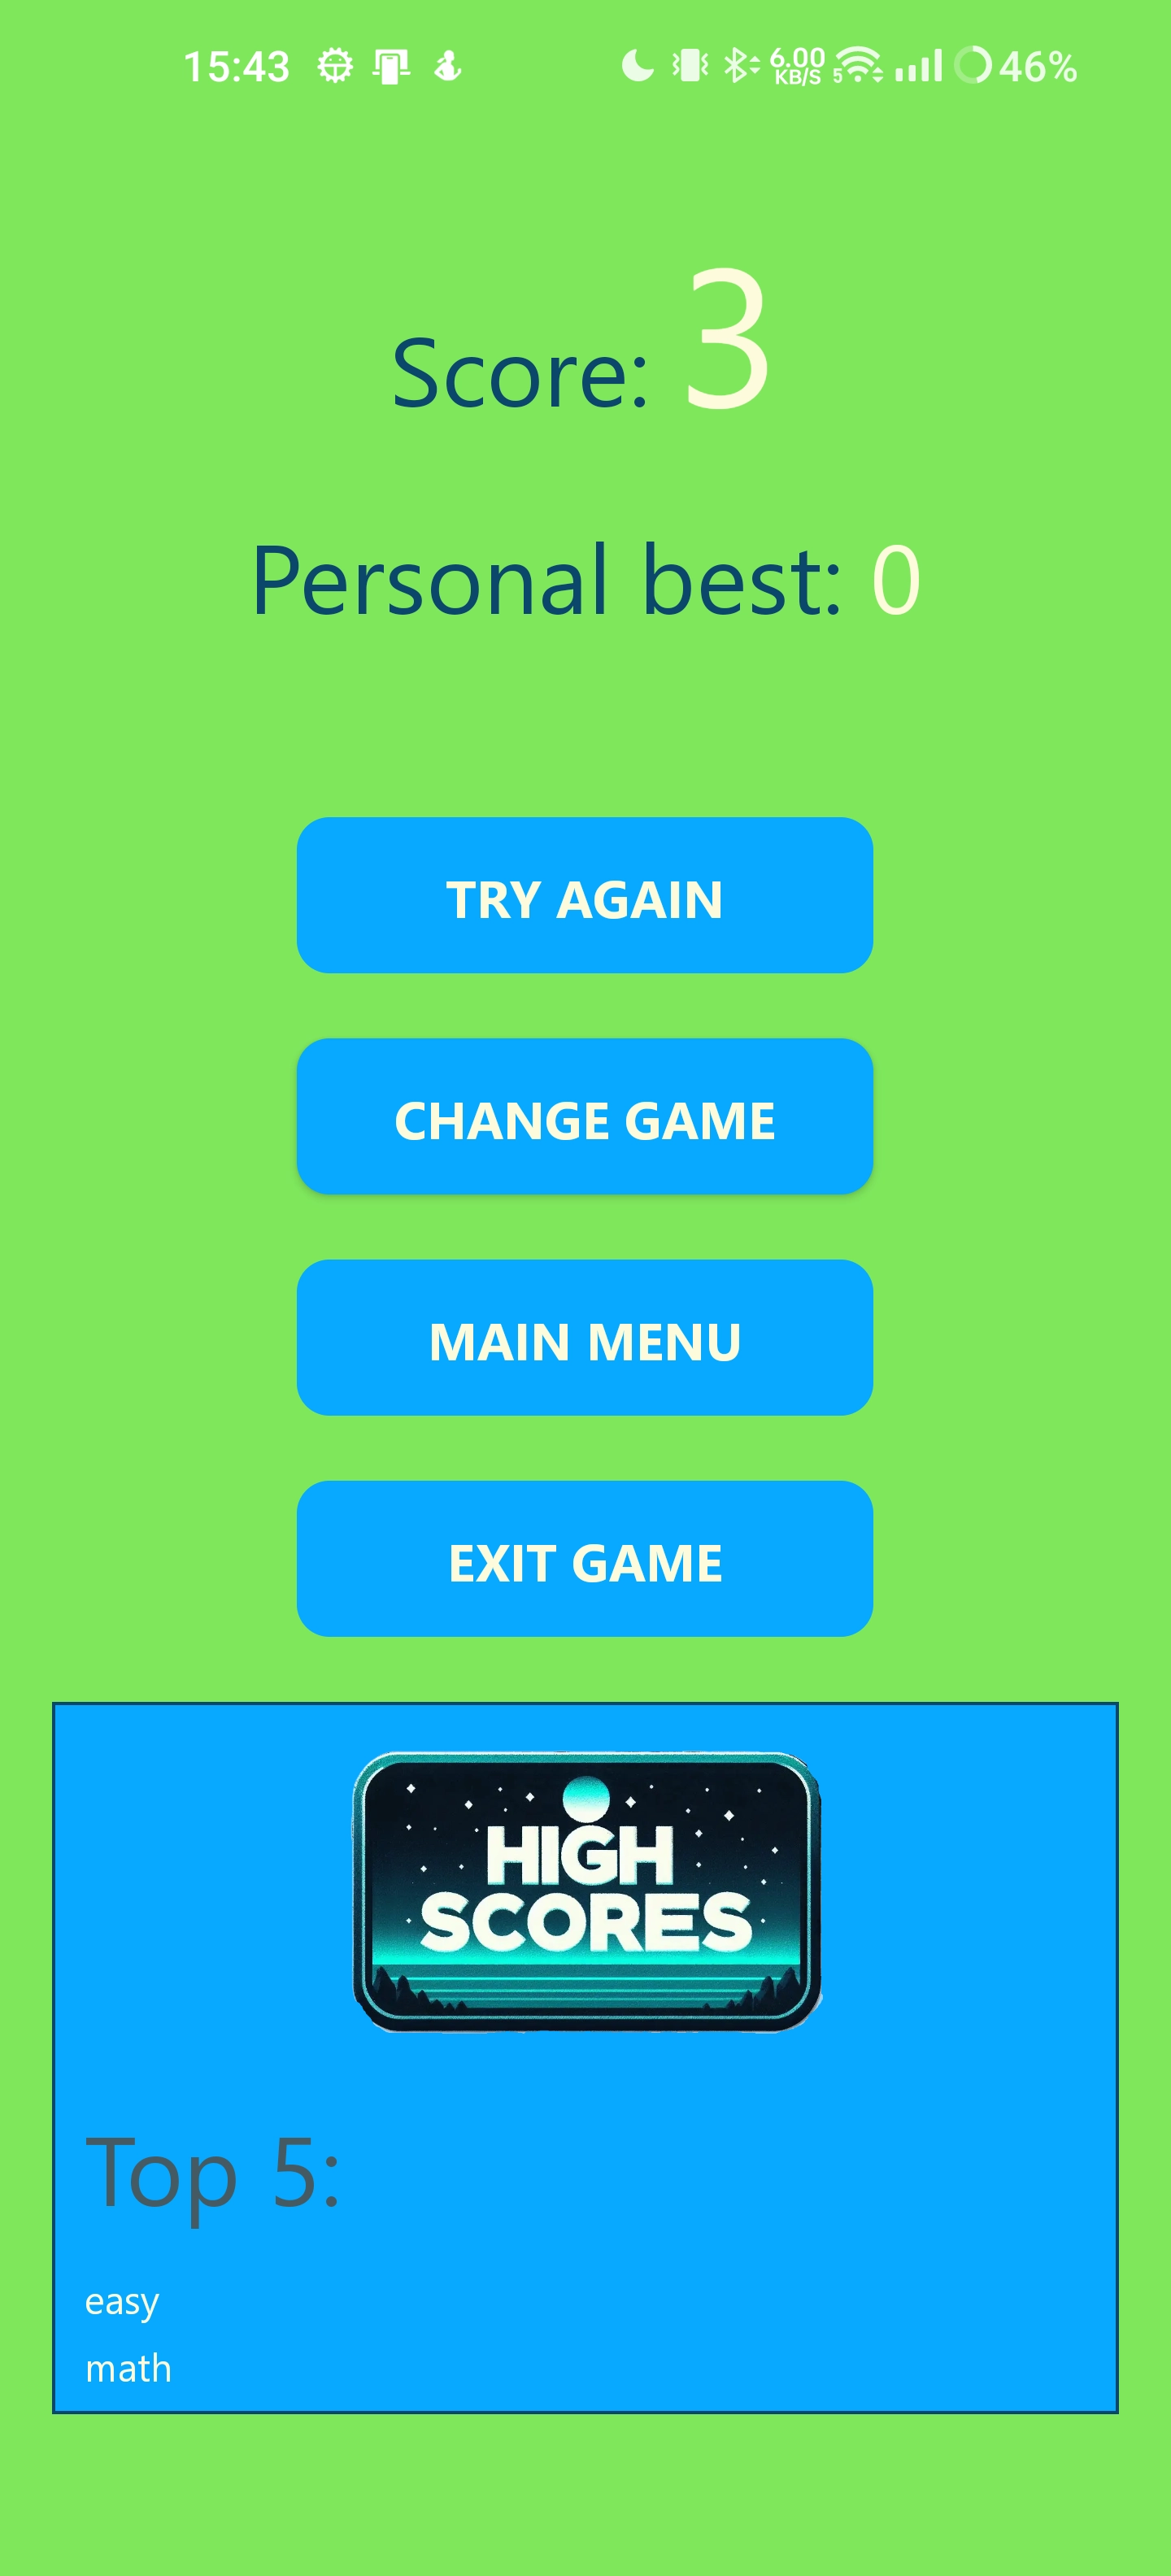 15:43 6.00 KB/S 5 46%
Score: 3
Personal best: 0
TRY AGAIN
CHANGE GAME
MAIN MENU
EXIT GAME
HIGH
SCORES
Top 5:
easy
math